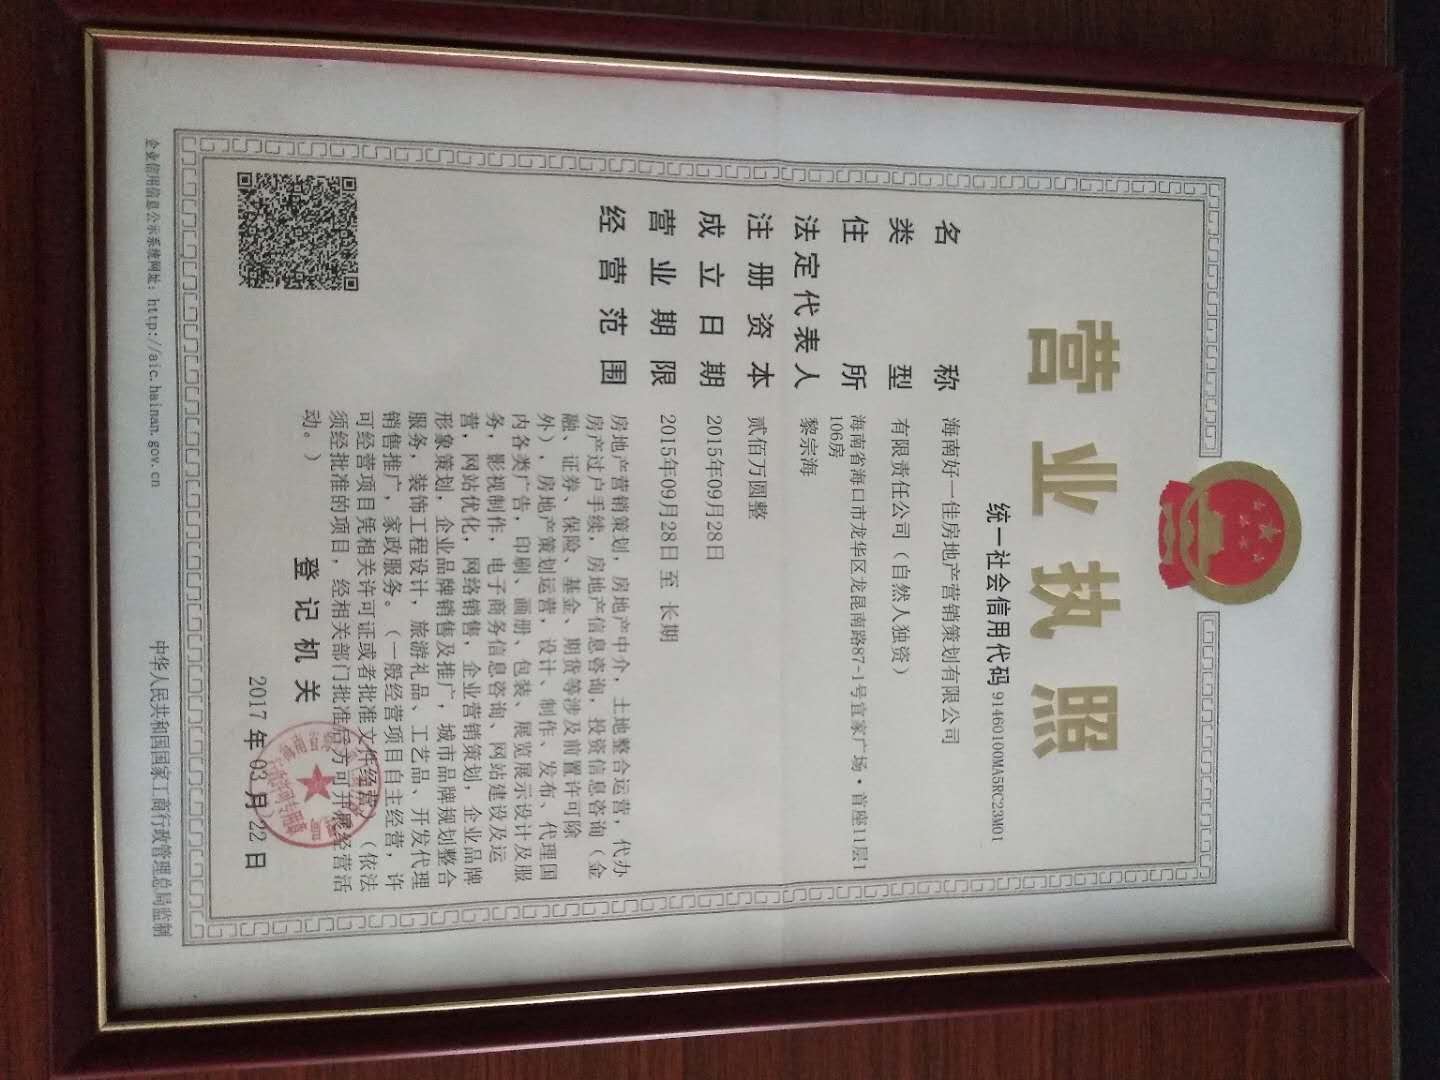 营业执照
统一社会信用代码 91460100MA5RC23M01
名称 海南好一佳房地产营销策划有限公司
类型 有限责任公司（自然人独资）
住所 海南省海口市龙华区龙昆南路87-1号宜家广场·首座11层1
106房
法定代表人 黎宗海
注册资本 贰佰万圆整
成立日期 2015年09月28日
营业期限 2015年09月28日至 长期
经营范围 房地产营销策划，房地产中介，土地整合运营，代办
房产过户手续，房地产信息咨询，投资信息咨询（金
融、证券、保险、基金、期货等涉及前置许可除
外），房地产策划运营，设计、制作、发布、代理国
内各类广告，印刷、画册、包装、展览展示设计及服
务，影视制作，电子商务信息咨询、网站建设及运
营，网站优化，网络销售，企业营销策划，企业品牌
形象策划，企业品牌销售及推广，城市品牌规划整合
服务，装饰工程设计，旅游礼品、工艺品、开发代理
销售推广，家政服务。（一般经营项目自主经营，许
可经营项目凭相关许可证或者批准文件经营）（依法
须经批准的项目，经相关部门批准后方可开展经营活
动。）
登记机关
2017年03月22日
企业信用信息公示系统网址：http://aic.hainan.gov.cn
中华人民共和国国家工商行政管理总局监制